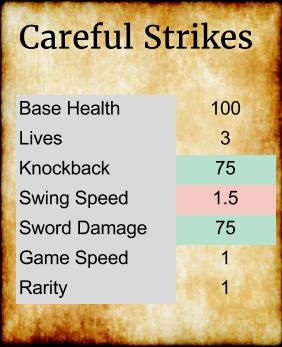 Careful Strikes
Base Health 100
Lives 3
Knockback 75
Swing Speed 1.5
Sword Damage 75
Game Speed 1
Rarity 1